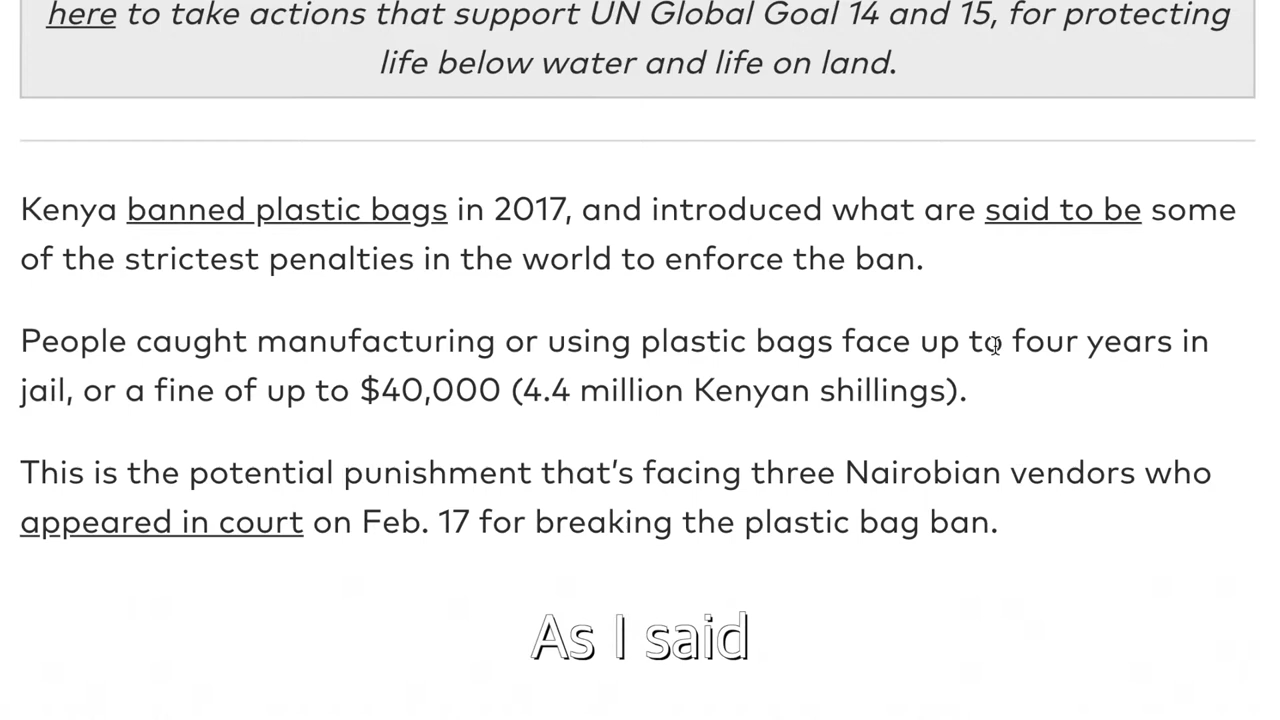 here to take actions that support UN Global Goal 14 and 15, for protecting
life below water and life on land.
Kenya banned plastic bags in 2017, and introduced what are said to be some
of the strictest penalties in the world to enforce the ban.
People caught manufacturing or using plastic bags face up to four years in
jail, or a fine of up to $40,000 (4.4 million Kenyan shillings).
This is the potential punishment that’s facing three Nairobian vendors who
appeared in court on Feb. 17 for breaking the plastic bag ban.
As I said